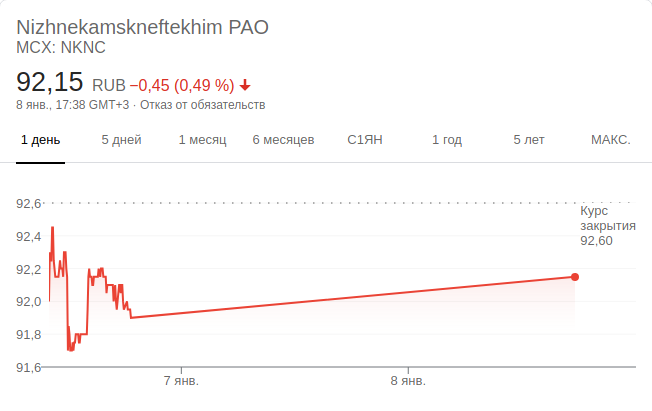 Nizhnekamskneftekhim PAO
MCX: NKNC
92,15 RUB −0,45 (0,49 %)
8 янв., 17:38 GMT+3 · Отказ от обязательств
1 день 5 дней 1 месяц 6 месяцев С1ЯН 1 год 5 лет МАКС.
92,6
Курс
закрытия
92,60
92,4
92,2
92,0
91,8
91,6
7 янв. 8 янв.